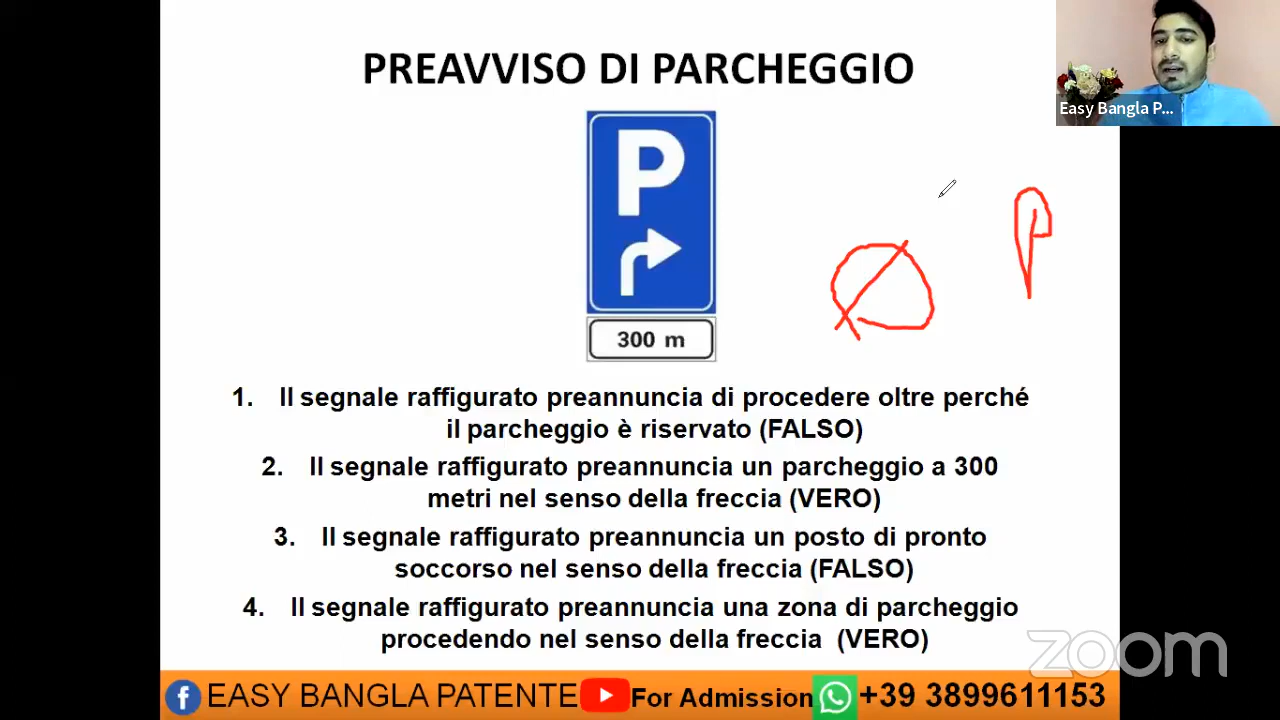 PREAVVISO DI PARCHEGGIO
Easy Bangla P...
P
300 m
P
1. Il segnale raffigurato preannuncia di procedere oltre perché
il parcheggio è riservato (FALSO)
2. Il segnale raffigurato preannuncia un parcheggio a 300
metri nel senso della freccia (VERO)
3. Il segnale raffigurato preannuncia un posto di pronto
soccorso nel senso della freccia (FALSO)
4. Il segnale raffigurato preannuncia una zona di parcheggio
procedendo nel senso della freccia (VERO)
zoom
EASY BANGLA PATENTE For Admission +39 3899611153